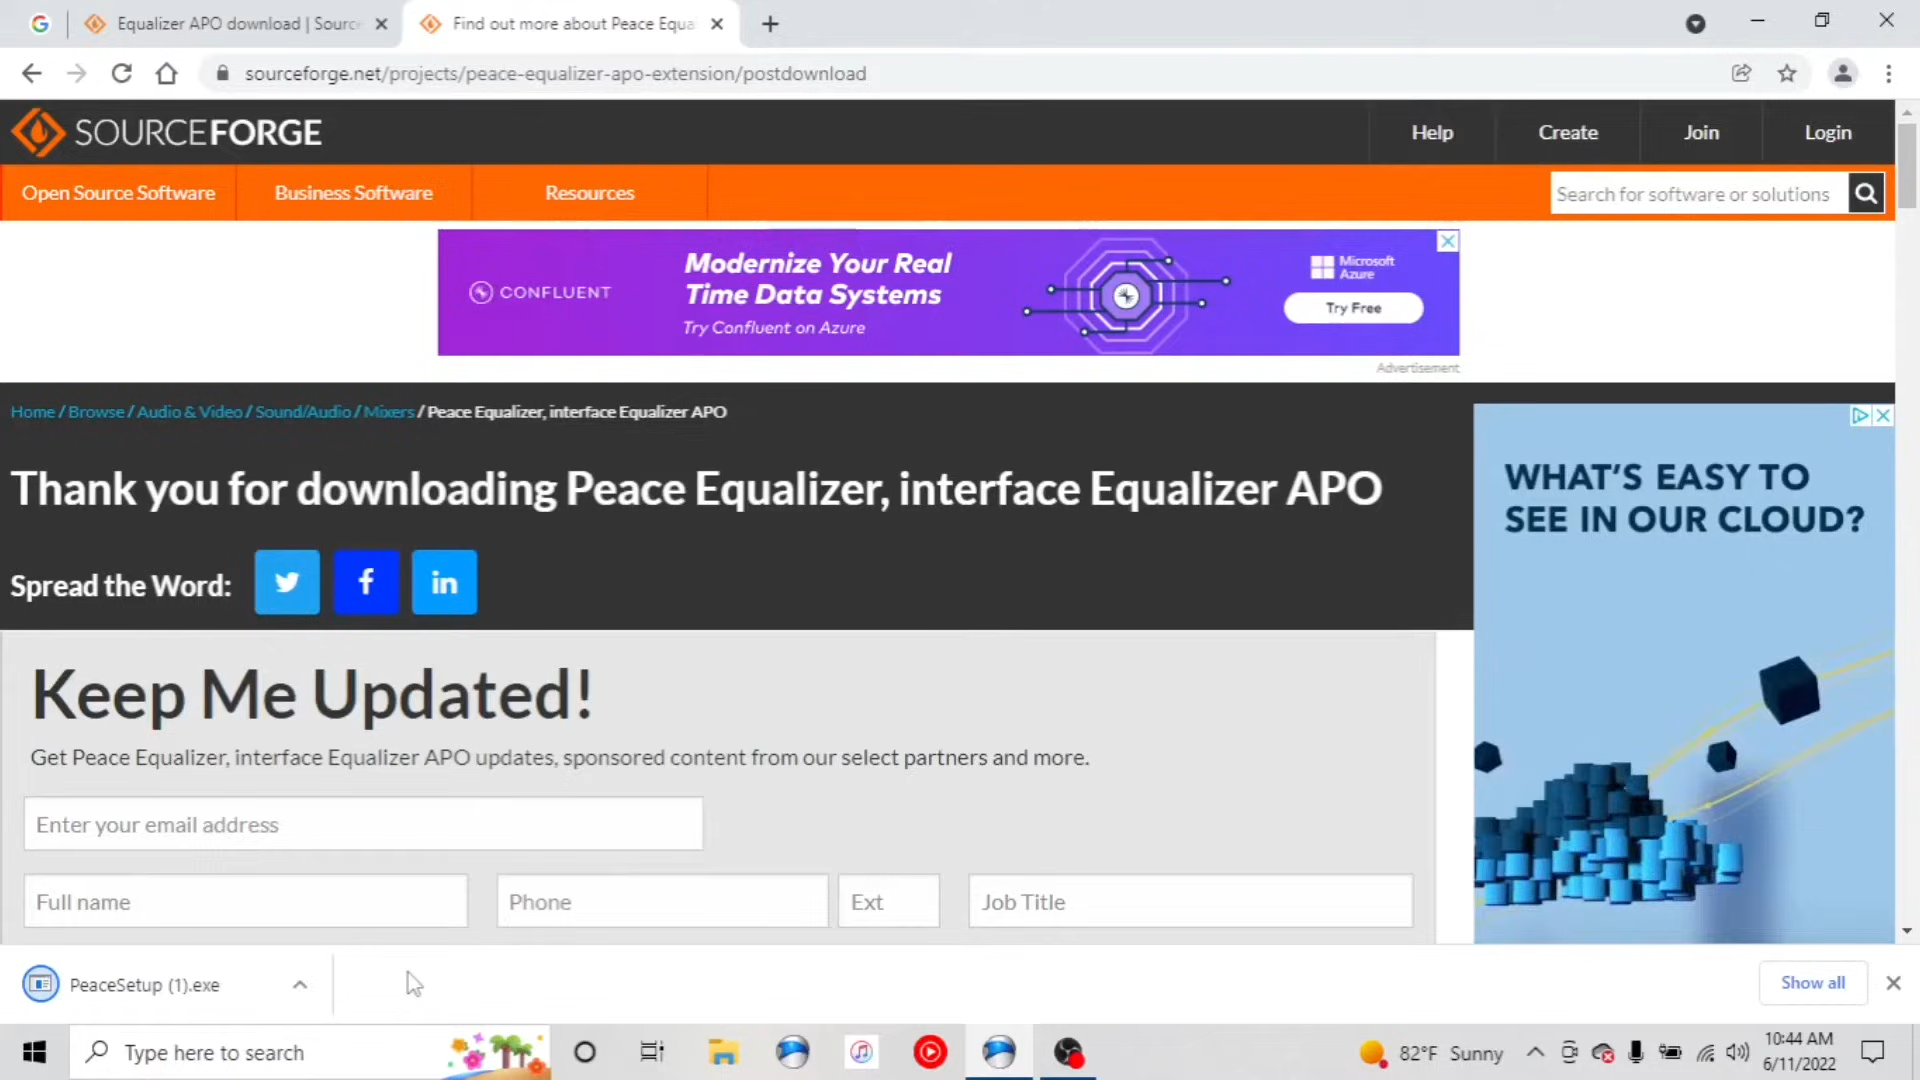 Equalizer APO download | Source
Find out more about Peace Equa
sourceforge.net/projects/peace-equalizer-apo-extension/postdownload
SOURCEFORGE
Help
Create
Join
Login
Open Source Software
Business Software
Resources
Search for software or solutions
CONFLUENT
Modernize Your Real
Time Data Systems
Try Confluent on Azure
Microsoft
Azure
Try Free
Advertisement
Home / Browse / Audio & Video / Sound/Audio / Mixers / Peace Equalizer, interface Equalizer APO
Thank you for downloading Peace Equalizer, interface Equalizer APO
WHAT'S EASY TO
SEE IN OUR CLOUD?
Spread the Word:
Keep Me Updated!
Get Peace Equalizer, interface Equalizer APO updates, sponsored content from our select partners and more.
Enter your email address
Full name
Phone
Ext
Job Title
PeaceSetup (1).exe
Show all
Type here to search
82°F Sunny
10:44 AM
6/11/2022